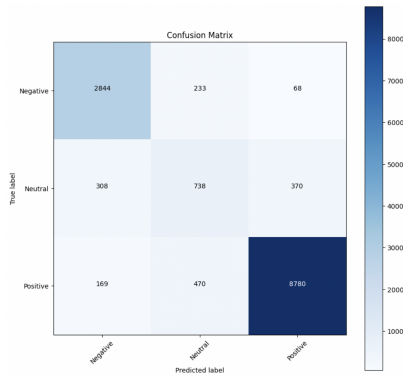 Confusion Matrix
8000
7000
6000
5000
4000
3000
2000
1000
True label
Negative
2844 233 68
Neutral
308 738 370
Positive
169 470 8780
Negative Neutral Positive
Predicted label